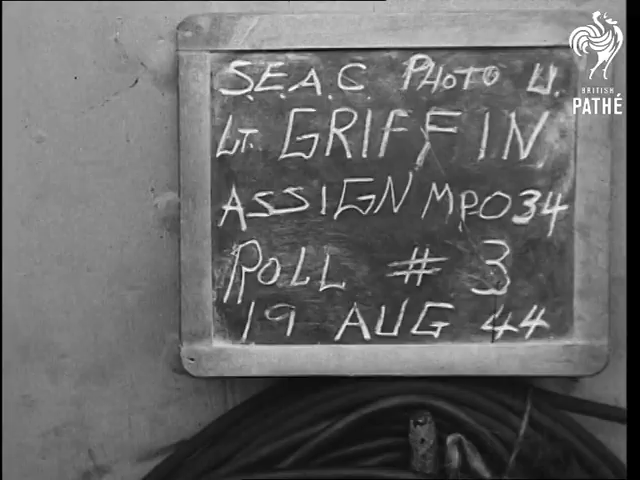 S.E.A.C. PHOTO U.
LT. GRIFFIN
ASSIGN MPO34
ROLL # 3
19 AUG 44
BRITISH
PATHÉ